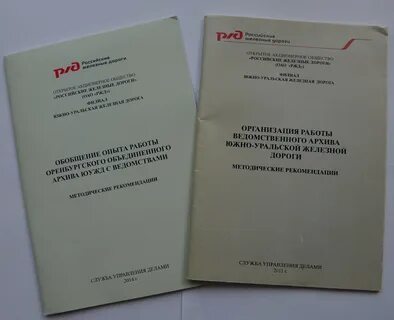 РЖД Российские
железные дороги
ОТКРЫТОЕ АКЦИОНЕРНОЕ ОБЩЕСТВО
«РОССИЙСКИЕ ЖЕЛЕЗНЫЕ ДОРОГИ»
(ОАО «РЖД»)
ФИЛИАЛ
ЮЖНО-УРАЛЬСКАЯ ЖЕЛЕЗНАЯ ДОРОГА
ОБОБЩЕНИЕ ОПЫТА РАБОТЫ
ОРЕНБУРГСКОГО ОБЪЕДИНЕННОГО
АРХИВА ЮУЖД С ВЕДОМСТВАМИ
МЕТОДИЧЕСКИЕ РЕКОМЕНДАЦИИ
СЛУЖБА УПРАВЛЕНИЯ ДЕЛАМИ
2014 г.
РЖД Российские
железные дороги
ОТКРЫТОЕ АКЦИОНЕРНОЕ ОБЩЕСТВО
«РОССИЙСКИЕ ЖЕЛЕЗНЫЕ ДОРОГИ»
(ОАО «РЖД»)
ФИЛИАЛ
ЮЖНО-УРАЛЬСКАЯ ЖЕЛЕЗНАЯ ДОРОГА
ОРГАНИЗАЦИЯ РАБОТЫ
ВЕДОМСТВЕННОГО АРХИВА
ЮЖНО-УРАЛЬСКОЙ ЖЕЛЕЗНОЙ
ДОРОГИ
МЕТОДИЧЕСКИЕ РЕКОМЕНДАЦИИ
СЛУЖБА УПРАВЛЕНИЯ ДЕЛАМИ
2013 г.